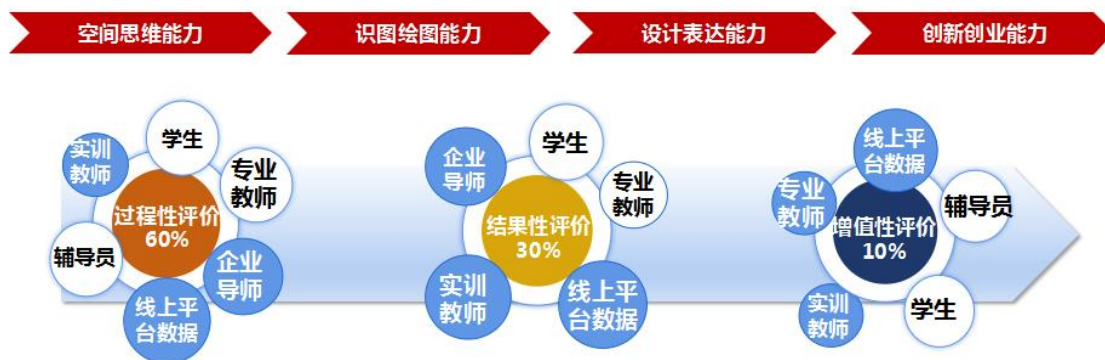 空间思维能力
识图绘图能力
设计表达能力
创新创业能力
学生
实训
教师
专业
教师
过程性评价
60%
辅导员
企业
导师
线上平
台数据
学生
企业
导师
专业
教师
结果性评价
30%
实训
教师
线上平
台数据
线上平
台数据
专业
教师
辅导员
增值性评价
10%
实训
教师
学生